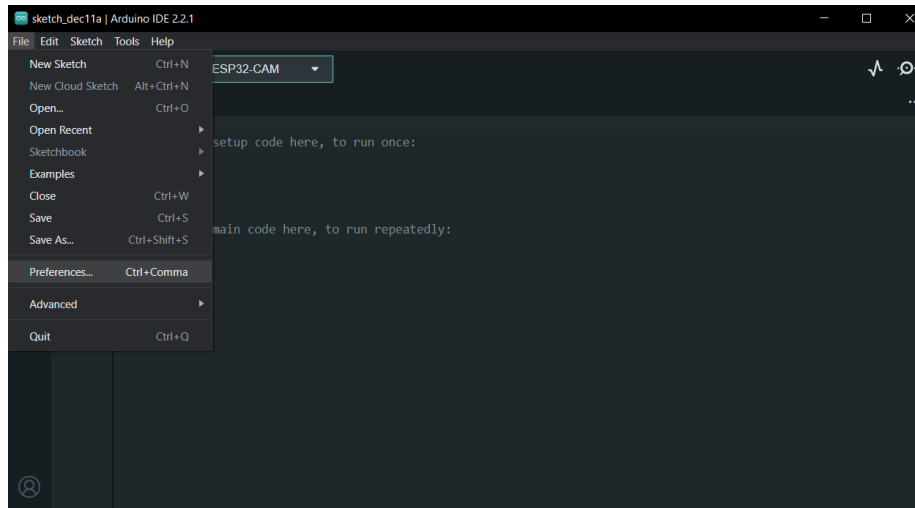 sketch_dec11a | Arduino IDE 2.2.1
File Edit Sketch Tools Help
New Sketch Ctrl+N
New Cloud Sketch Alt+Ctrl+N
Open... Ctrl+O
Open Recent
Sketchbook
Examples
Close Ctrl+W
Save Ctrl+S
Save As... Ctrl+Shift+S
Preferences... Ctrl+Comma
Advanced
Quit Ctrl+Q
ESP32-CAM
setup code here, to run once:
main code here, to run repeatedly: